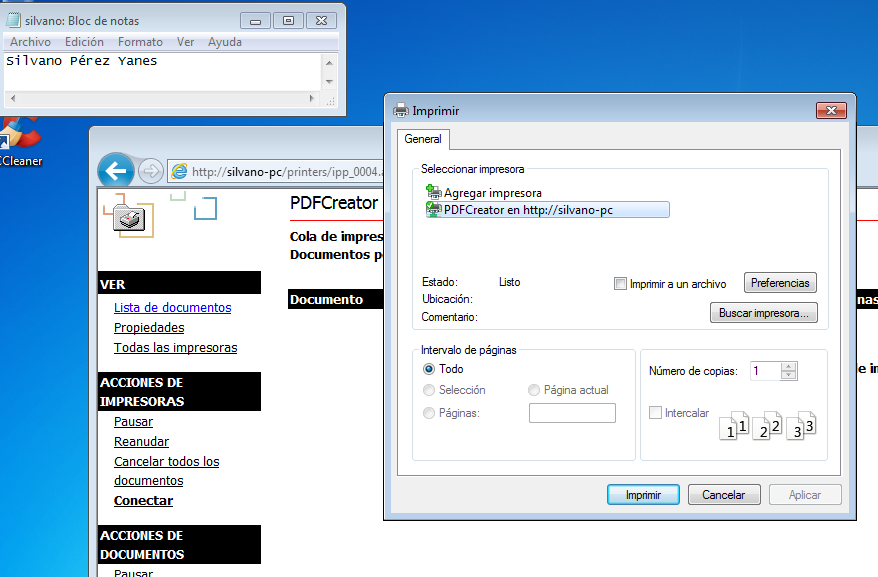 silvano: Bloc de notas
Archivo Edición Formato Ver Ayuda
Silvano Pérez Yanes
CCleaner
http://silvano-pc/printers/ipp_0004.a
PDFCreator
Cola de impres
Documentos p
Documento
VER
Lista de documentos
Propiedades
Todas las impresoras
ACCIONES DE
IMPRESORAS
Pausar
Reanudar
Cancelar todos los
documentos
Conectar
ACCIONES DE
DOCUMENTOS
Pausar
Imprimir
General
Seleccionar impresora
Agregar impresora
PDFCreator en http://silvano-pc
Estado: Listo
Imprimir a un archivo
Preferencias
Ubicación:
Comentario:
Buscar impresora...
Intervalo de páginas
Todo
Selección Página actual
Páginas:
Número de copias: 1
Intercalar
1 1 2 2 3 3
Imprimir Cancelar Aplicar
nas
e im